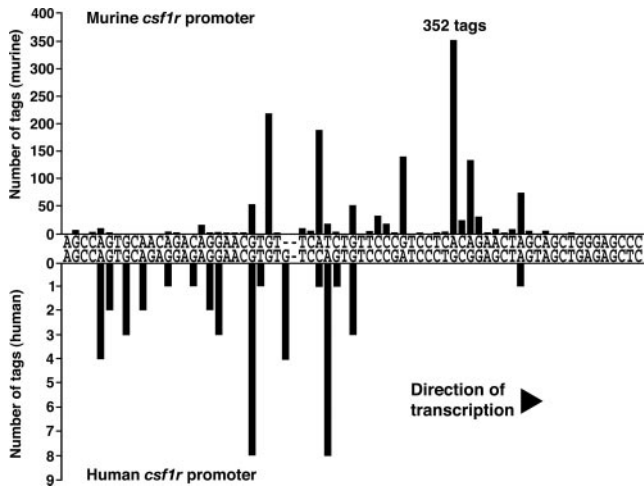 Murine csf1r promoter
352 tags
Number of tags (murine)
400
350
300
250
200
150
100
50
0
AGCCAGTGCAACAGACAGGAACGTGT--TCATCTGTTCCCGTCCTCACAGAACTAGCAGCTGGGAGCCC
AGCCAGTGCAGAGGAGAGGAACGTGTG-TCCAGTGTCCCGATCCCTGCGGAGCTAGTAGCTGAGAGCTC
0
1
2
3
4
5
6
7
8
9
Number of tags (human)
Direction of
transcription
Human csf1r promoter